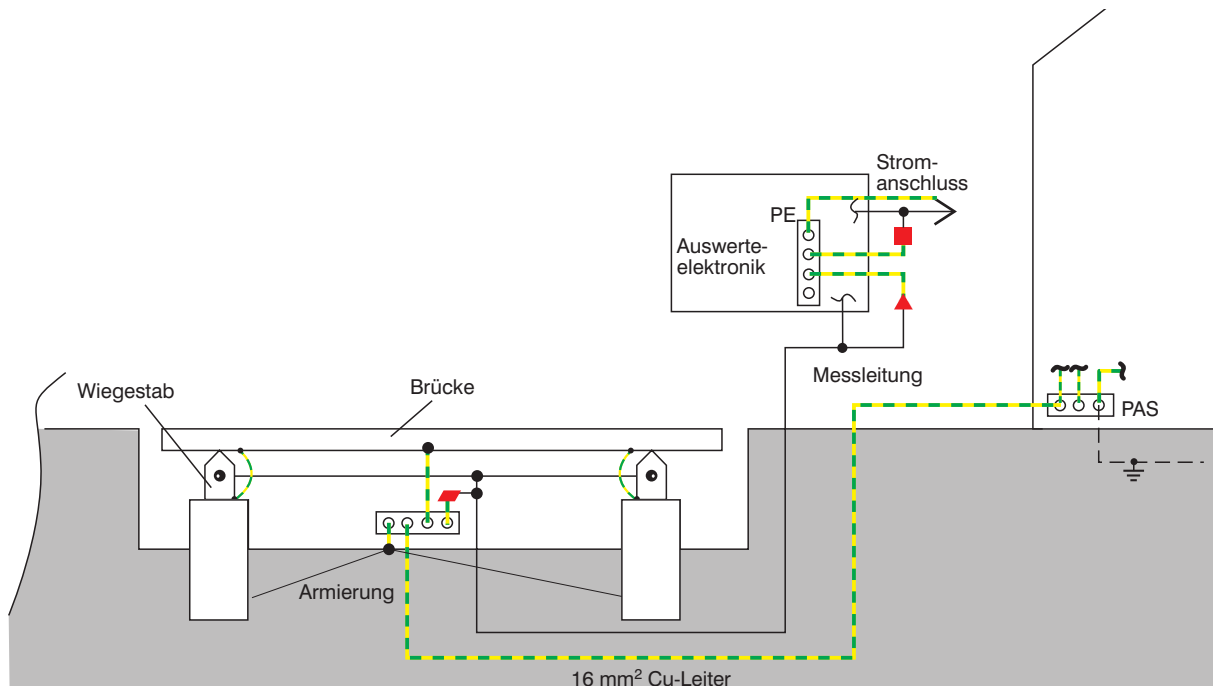 Strom-
anschluss
PE
Auswerte-
elektronik
Messleitung
Wiegestab
Brücke
PAS
Armierung
16 mm² Cu-Leiter